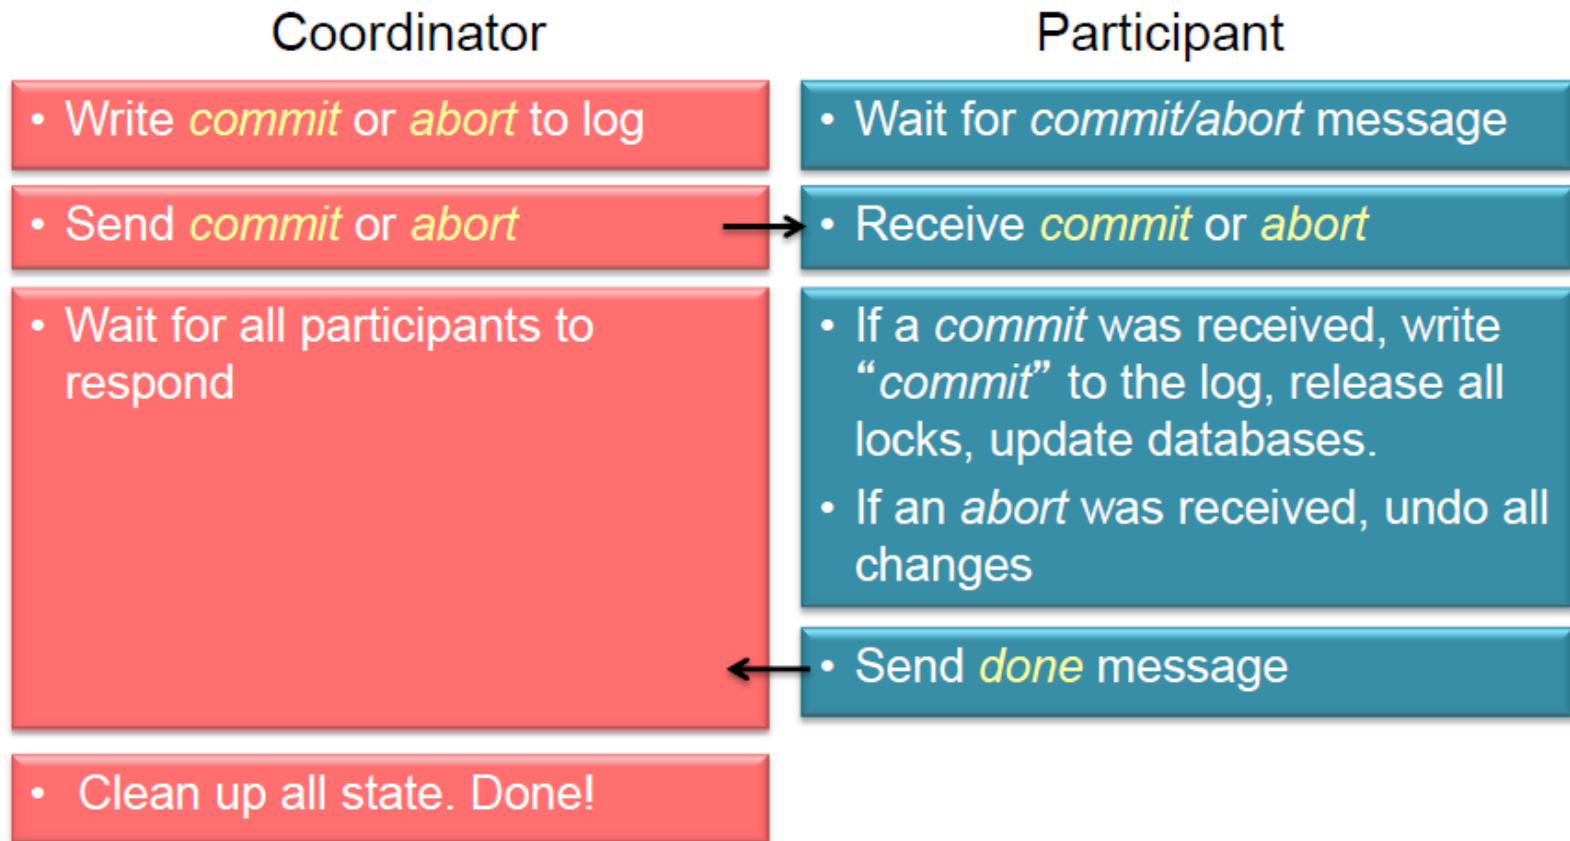 Coordinator
Participant
• Write commit or abort to log
• Wait for commit/abort message
• Send commit or abort
• Receive commit or abort
• Wait for all participants to
respond
• If a commit was received, write
“commit” to the log, release all
locks, update databases.
• If an abort was received, undo all
changes
• Send done message
• Clean up all state. Done!